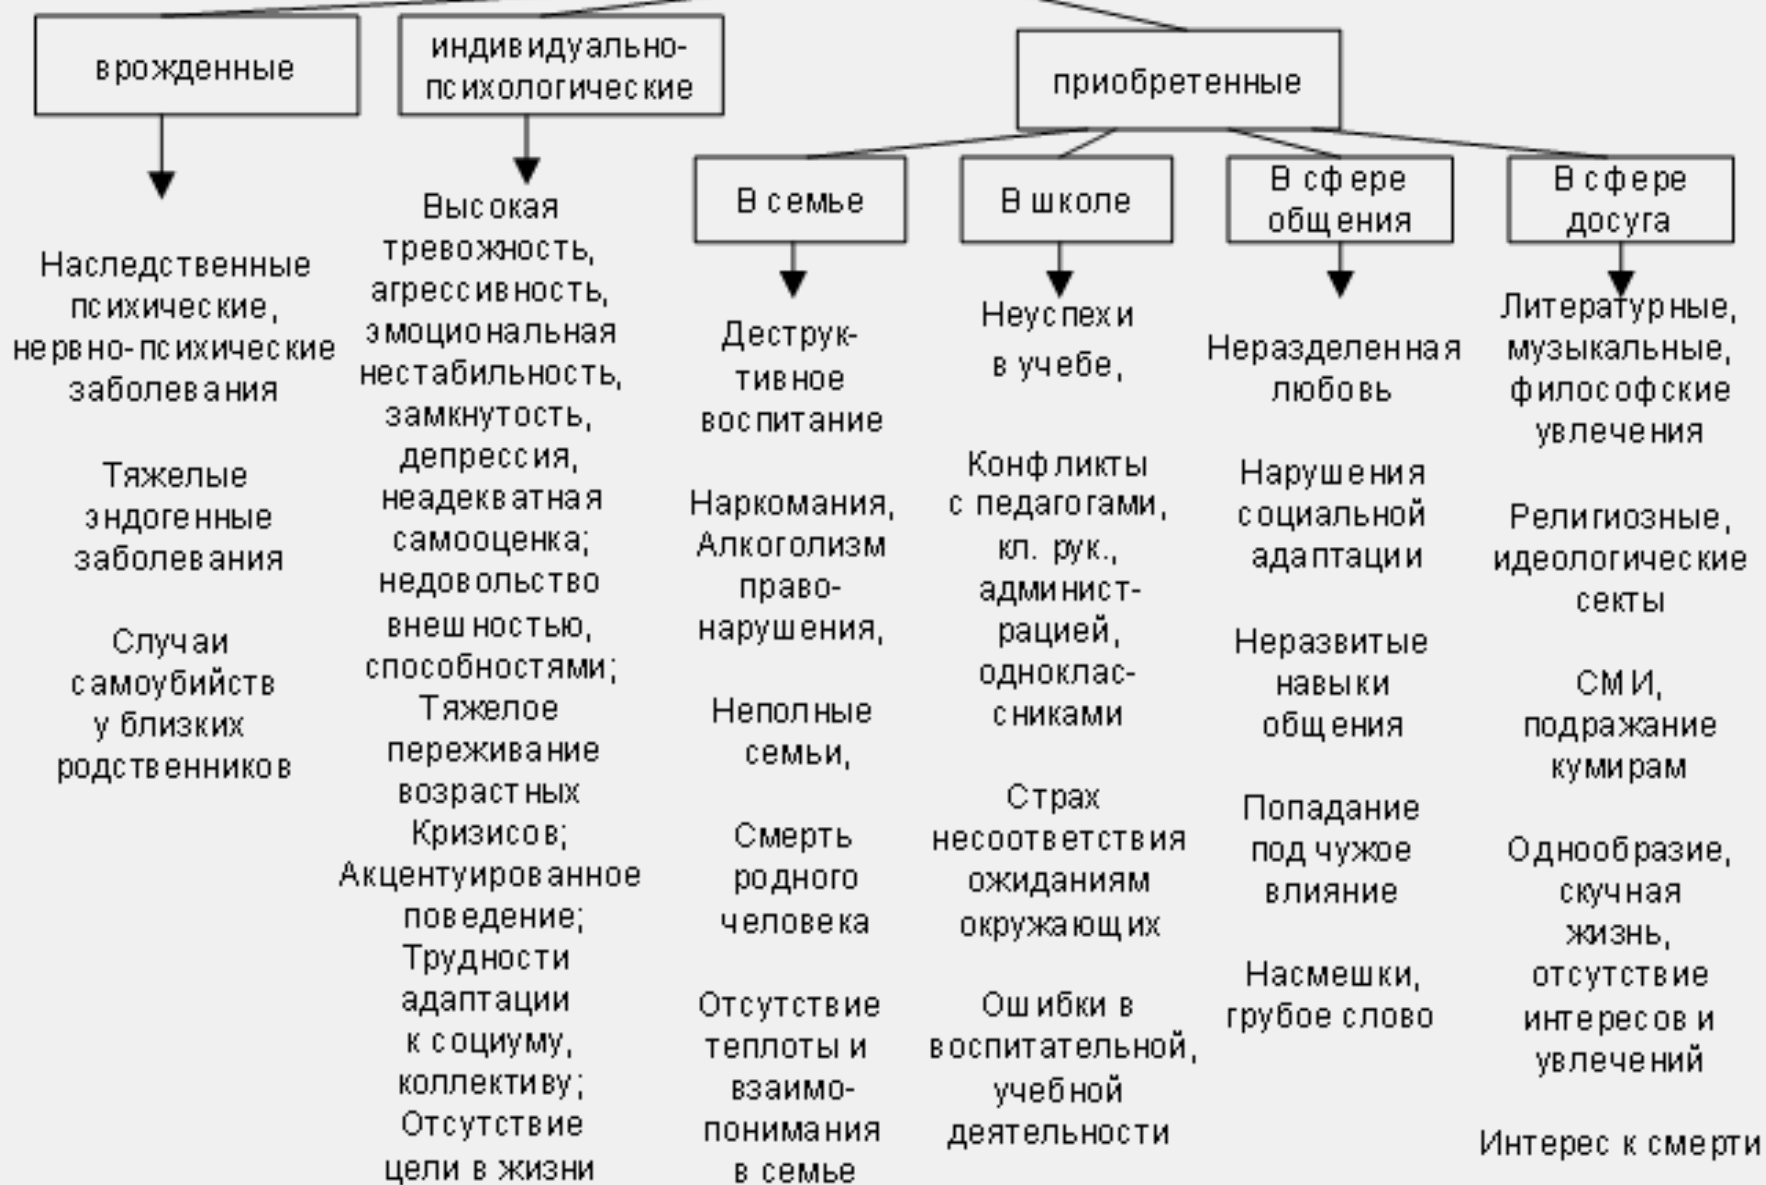 врожденные
индивидуально-
психологические
приобретенные
В семье
В школе
В сфере
общения
В сфере
досуга
Наследственные
психические,
нервно-психические
заболевания
Тяжелые
эндогенные
заболевания
Случаи
самоубийств
у близких
родственников
Высокая
тревожность,
агрессивность,
эмоциональная
нестабильность,
замкнутость,
депрессия,
неадекватная
самооценка;
недовольство
внешностью,
способностями;
Тяжелое
переживание
возрастных
Кризисов;
Акцентуированное
поведение;
Трудности
адаптации
к социуму,
коллективу;
Отсутствие
цели в жизни
Деструк-
тивное
воспитание
Наркомания,
Алкоголизм
право-
нарушения,
Неполные
семьи,
Смерть
родного
человека
Отсутствие
теплоты и
взаимо-
понимания
в семье
Неуспехи
в учебе,
Конфликты
с педагогами,
кл. рук.,
админист-
рацией,
одноклас-
сниками
Страх
несоответствия
ожиданиям
окружающих
Ошибки в
воспитательной,
учебной
деятельности
Неразделенная
любовь
Нарушения
социальной
адаптации
Неразвитые
навыки
общения
Попадание
под чужое
влияние
Насмешки,
грубое слово
Литературные,
музыкальные,
философские
увлечения
Религиозные,
идеологические
секты
СМИ,
подражание
кумирам
Однообразие,
скучная
жизнь,
отсутствие
интересов и
увлечений
Интерес к смерти